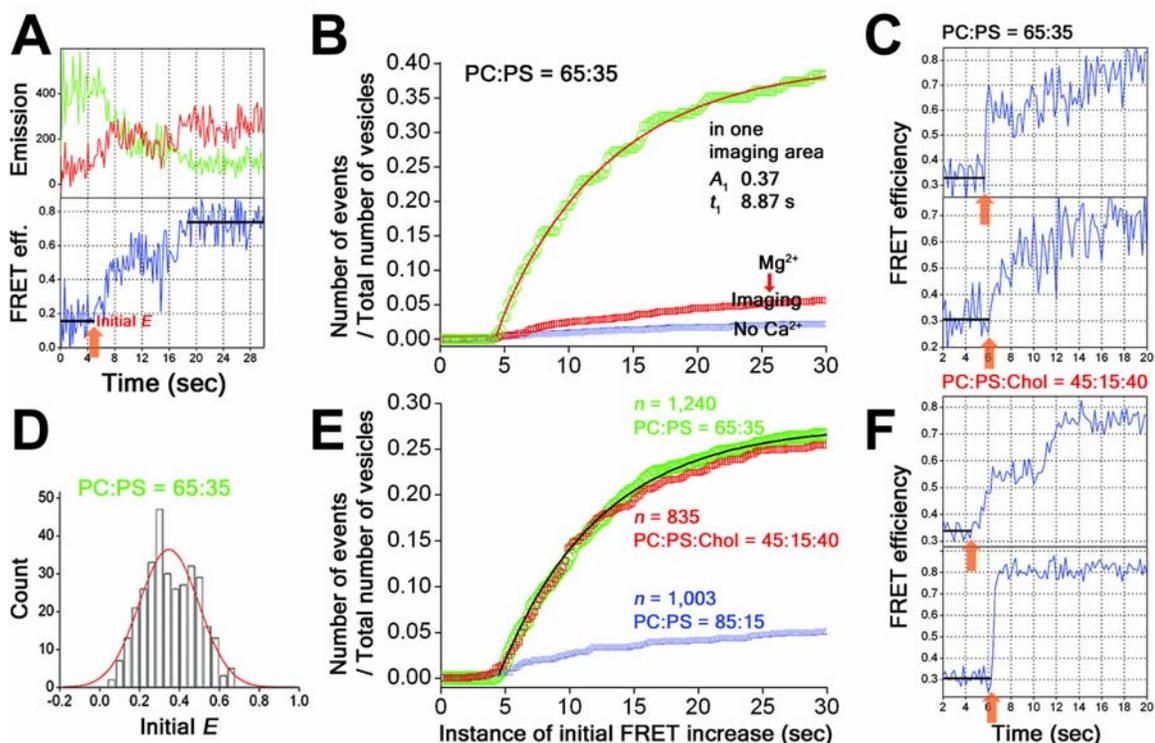 A
Emission
400
200
0
FRET eff.
0.8
0.6
0.4
0.2
0.0
Initial E
0 4 8 12 16 20 24 28
Time (sec)
B
PC:PS = 65:35
Number of events
/ Total number of vesicles
0.40
0.35
0.30
0.25
0.20
0.15
0.10
0.05
0.00
in one
imaging area
A1 0.37
t1 8.87 s
Mg2+
Imaging
No Ca2+
0 5 10 15 20 25 30
C
PC:PS = 65:35
FRET efficiency
0.8
0.7
0.6
0.5
0.4
0.3
0.7
0.6
0.5
0.4
0.3
0.2
2 4 6 8 10 12 14 16 18 20
D
PC:PS = 65:35
Count
50
40
30
20
10
0
-0.2 0.0 0.2 0.4 0.6 0.8 1.0
Initial E
E
Number of events
/ Total number of vesicles
0.30
0.25
0.20
0.15
0.10
0.05
0.00
n = 1,240
PC:PS = 65:35
n = 835
PC:PS:Chol = 45:15:40
n = 1,003
PC:PS = 85:15
0 5 10 15 20 25 30
Instance of initial FRET increase (sec)
PC:PS:Chol = 45:15:40
F
FRET efficiency
0.8
0.7
0.6
0.5
0.4
0.3
0.8
0.7
0.6
0.5
0.4
0.3
2 4 6 8 10 12 14 16 18 20
Time (sec)